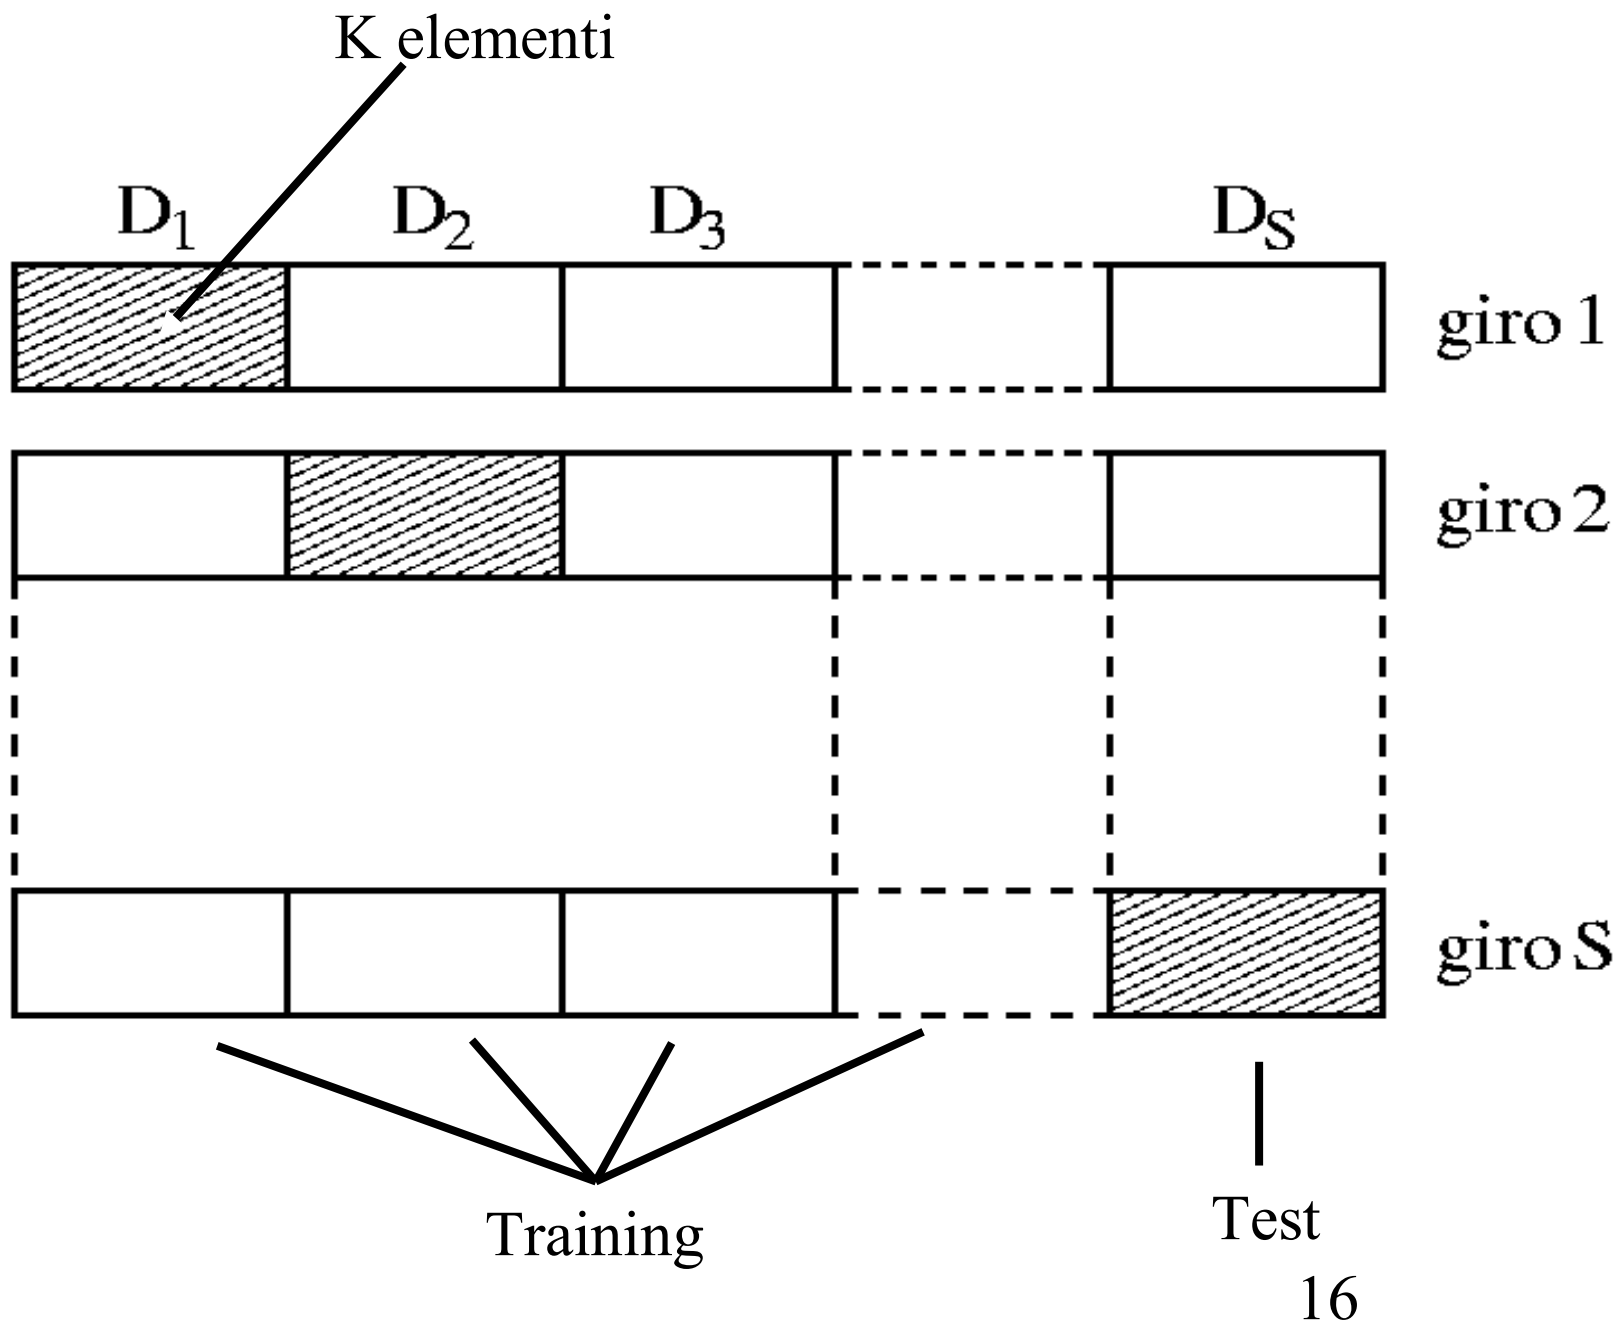 K elementi
D1 D2 D3 DS
giro 1
giro 2
giro S
Training
Test
16